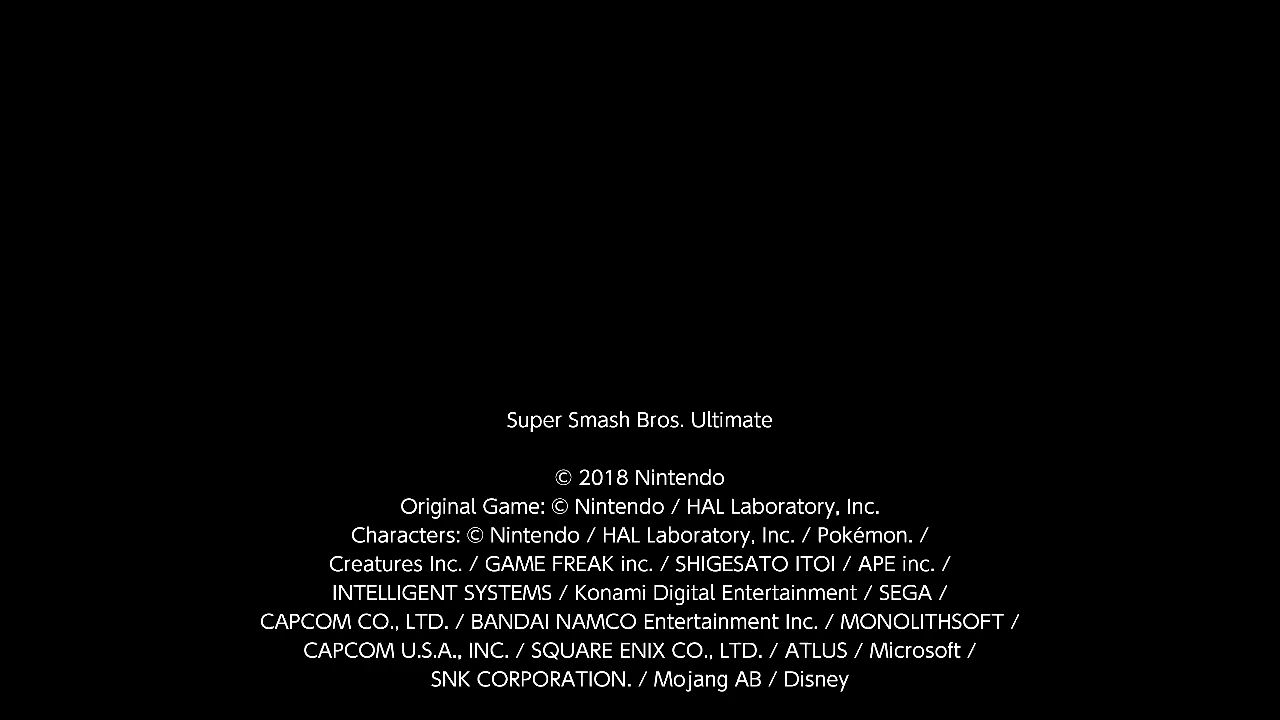 Super Smash Bros. Ultimate
© 2018 Nintendo
Original Game: © Nintendo / HAL Laboratory, Inc.
Characters: © Nintendo / HAL Laboratory, Inc. / Pokémon. /
Creatures Inc. / GAME FREAK inc. / SHIGESATO ITOI / APE inc. /
INTELLIGENT SYSTEMS / Konami Digital Entertainment / SEGA /
CAPCOM CO., LTD. / BANDAI NAMCO Entertainment Inc. / MONOLITHSOFT /
CAPCOM U.S.A., INC. / SQUARE ENIX CO., LTD. / ATLUS / Microsoft /
SNK CORPORATION. / Mojang AB / Disney